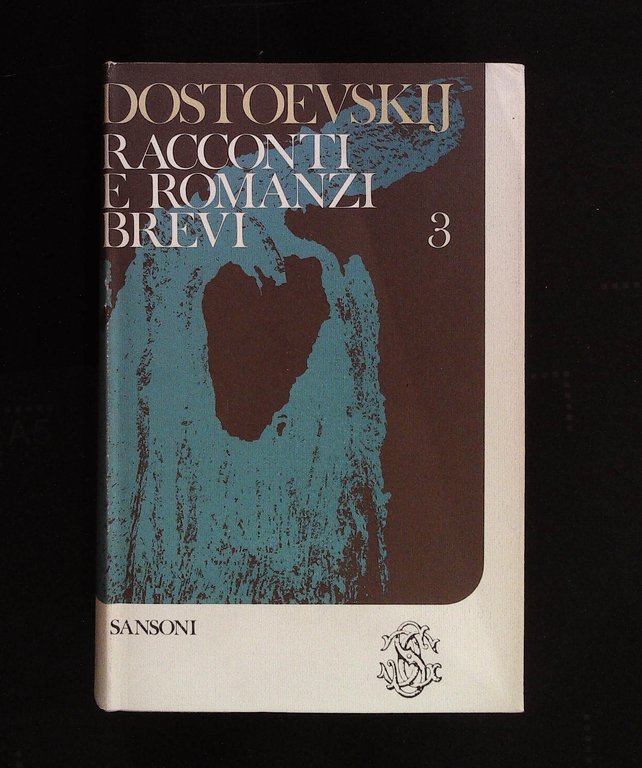 DOSTOEVSKIJ
RACCONTI
E ROMANZI
BREVI 3
SANSONI